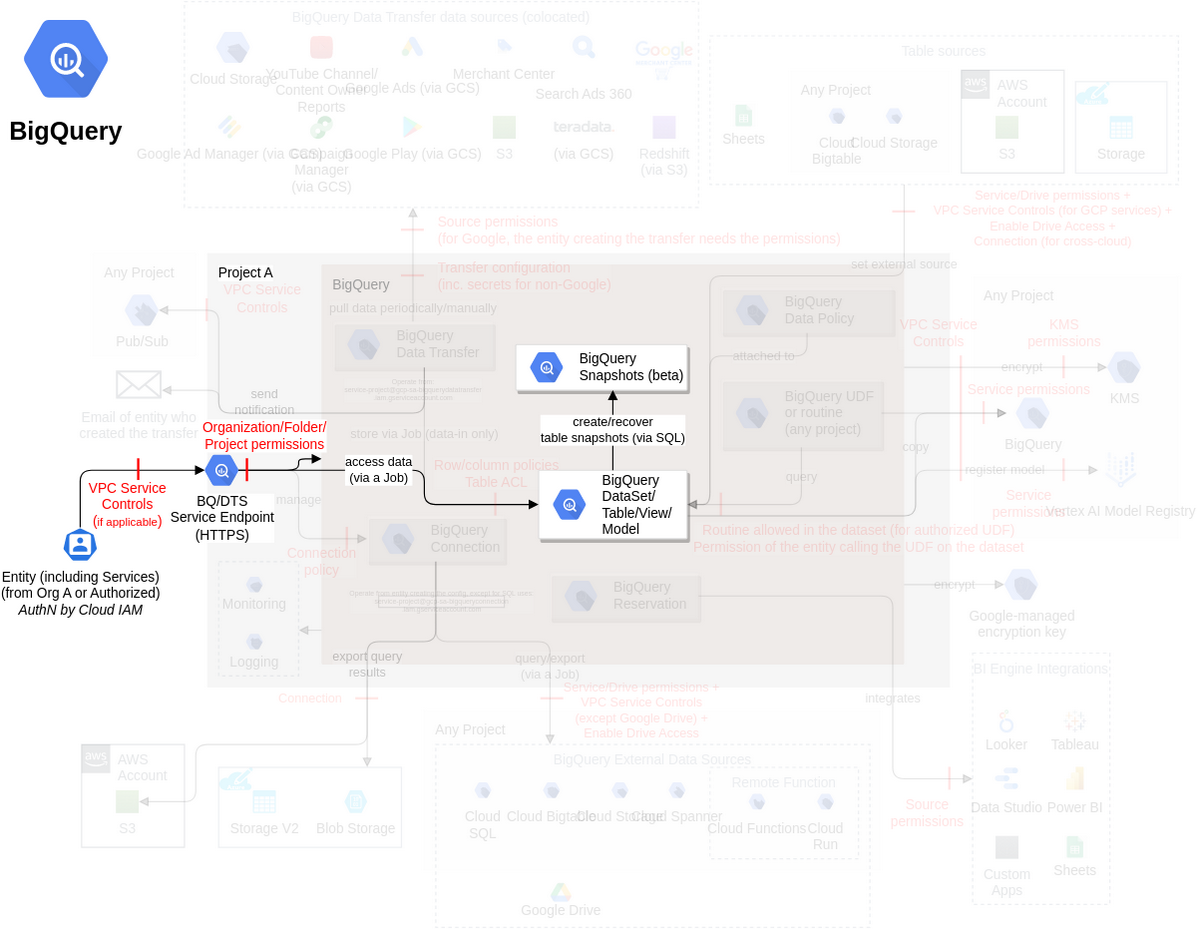 BigQuery Data Transfer data sources (colocated)
Cloud Storage
YouTube Channel/
Content Owner
Reports
Google Ads (via GCS)
Merchant Center
Search Ads 360
Google
Google Ad Manager (via GCS)
Campaign
Manager
(via GCS)
Google Play (via GCS)
S3
teradata.
(via GCS)
Redshift
(via S3)
BigQuery
Table sources
Sheets
Any Project
Cloud
Bigtable
Cloud Storage
aws
AWS
Account
S3
Storage
Source permissions
(for Google, the entity creating the transfer needs the permissions)
Transfer configuration
(inc. secrets for non-Google)
Service/Drive permissions +
VPC Service Controls (for GCP services) +
Enable Drive Access +
Connection (for cross-cloud)
set external source
Any Project
Pub/Sub
Project A
VPC Service
Controls
BigQuery
pull data periodically/manually
BigQuery
Data Transfer
BigQuery
Data Policy
attached to
BigQuery
Snapshots (beta)
Any Project
VPC Service
Controls
KMS
permissions
encrypt
KMS
Service permissions
Email of entity who
created the transfer
send
notification
store via Job (data-in only)
create/recover
table snapshots (via SQL)
BigQuery UDF
or routine
(any project)
BigQuery
copy
query
register model
Service
permissions
Vertex AI Model Registry
Organization/Folder/
Project permissions
access data
(via a Job)
Row/column policies
Table ACL
BigQuery
DataSet/
Table/View/
Model
VPC Service
Controls
(if applicable)
BQ/DTS
Service Endpoint
(HTTPS)
manage
Routine allowed in the dataset (for authorized UDF)
Permission of the entity calling the UDF on the dataset
Entity (including Services)
(from Org A or Authorized)
AuthN by Cloud IAM
Connection
policy
BigQuery
Connection
BigQuery
Reservation
encrypt
Google-managed
encryption key
Monitoring
Logging
export query
results
query/export
(via a Job)
Connection
Service/Drive permissions +
VPC Service Controls
(except Google Drive) +
Enable Drive Access
integrates
BI Engine Integrations
Looker
Tableau
Data Studio
Power BI
Custom
Apps
Sheets
Source
permissions
aws
AWS
Account
S3
Storage V2
Blob Storage
Any Project
BigQuery External Data Sources
Cloud
SQL
Cloud Bigtable
Cloud Storage
Cloud Spanner
Remote Function
Cloud Functions
Cloud
Run
Google Drive